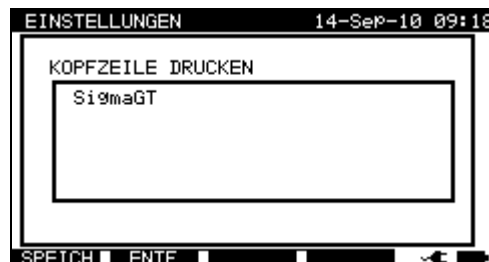 EINSTELLUNGEN 14-Sep-10 09:18
KOPFZEILE DRUCKEN
SigmaGT
SPEICH ENTF